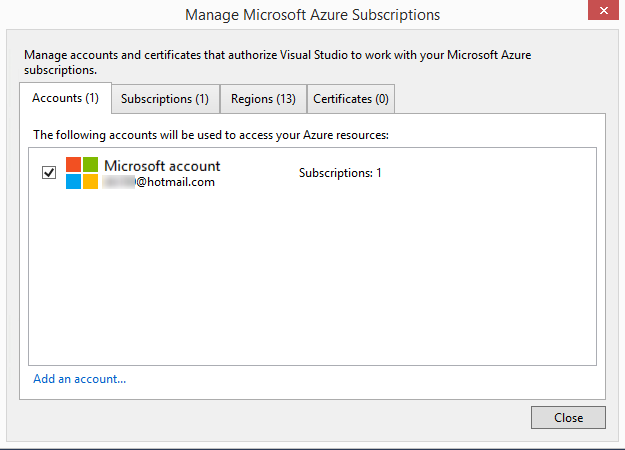 Manage Microsoft Azure Subscriptions
Manage accounts and certificates that authorize Visual Studio to work with your Microsoft Azure
subscriptions.
Accounts (1)
Subscriptions (1)
Regions (13)
Certificates (0)
The following accounts will be used to access your Azure resources:
Microsoft account
Subscriptions: 1
@hotmail.com
Add an account...
Close